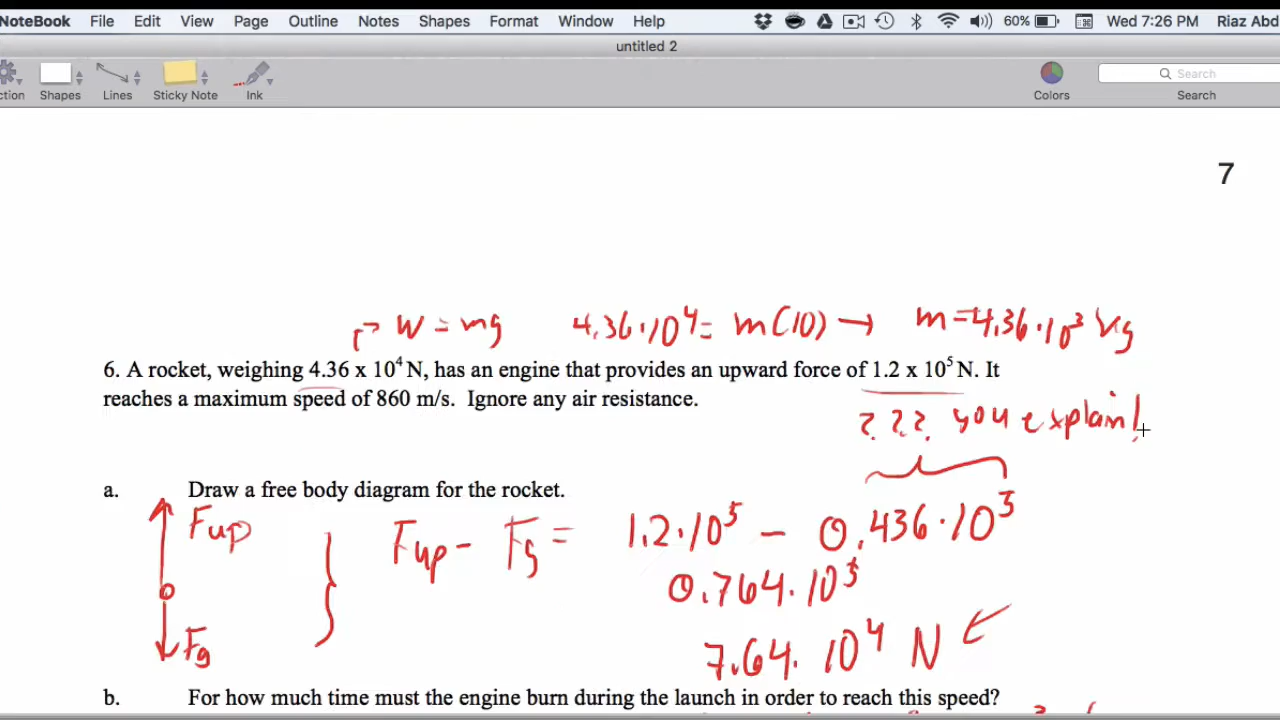 NoteBook File Edit View Page Outline Notes Shapes Format Window Help 60% Wed 7:26 PM Riaz Abd
untitled 2
ction Shapes Lines Sticky Note Ink Colors Search
Search
7
W = mg 4.36·10⁴ = m(10) → m=4.36·10³ kg
6. A rocket, weighing 4.36 x 10⁴ N, has an engine that provides an upward force of 1.2 x 10⁵ N. It
reaches a maximum speed of 860 m/s. Ignore any air resistance.
??? you explain!
a. Draw a free body diagram for the rocket.
Fup
Fup - Fg = 1.2·10⁵ - 0.436·10⁵
0.764·10⁵
Fg
7.64·10⁴ N
b. For how much time must the engine burn during the launch in order to reach this speed?